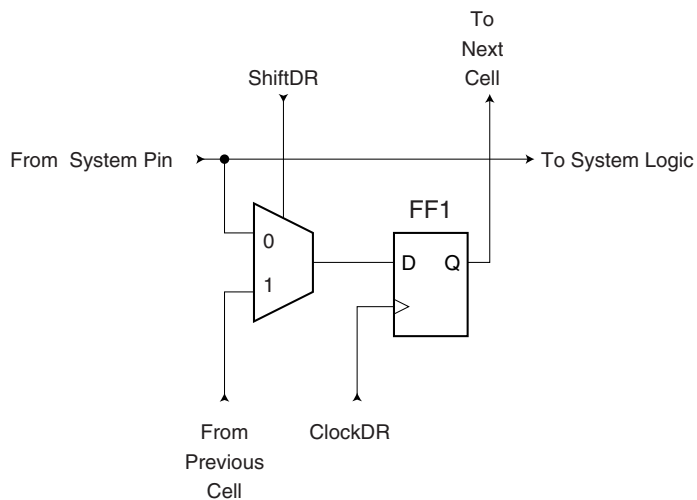 To
Next
Cell
ShiftDR
From System Pin
To System Logic
FF1
0
D Q
1
From
Previous
Cell
ClockDR